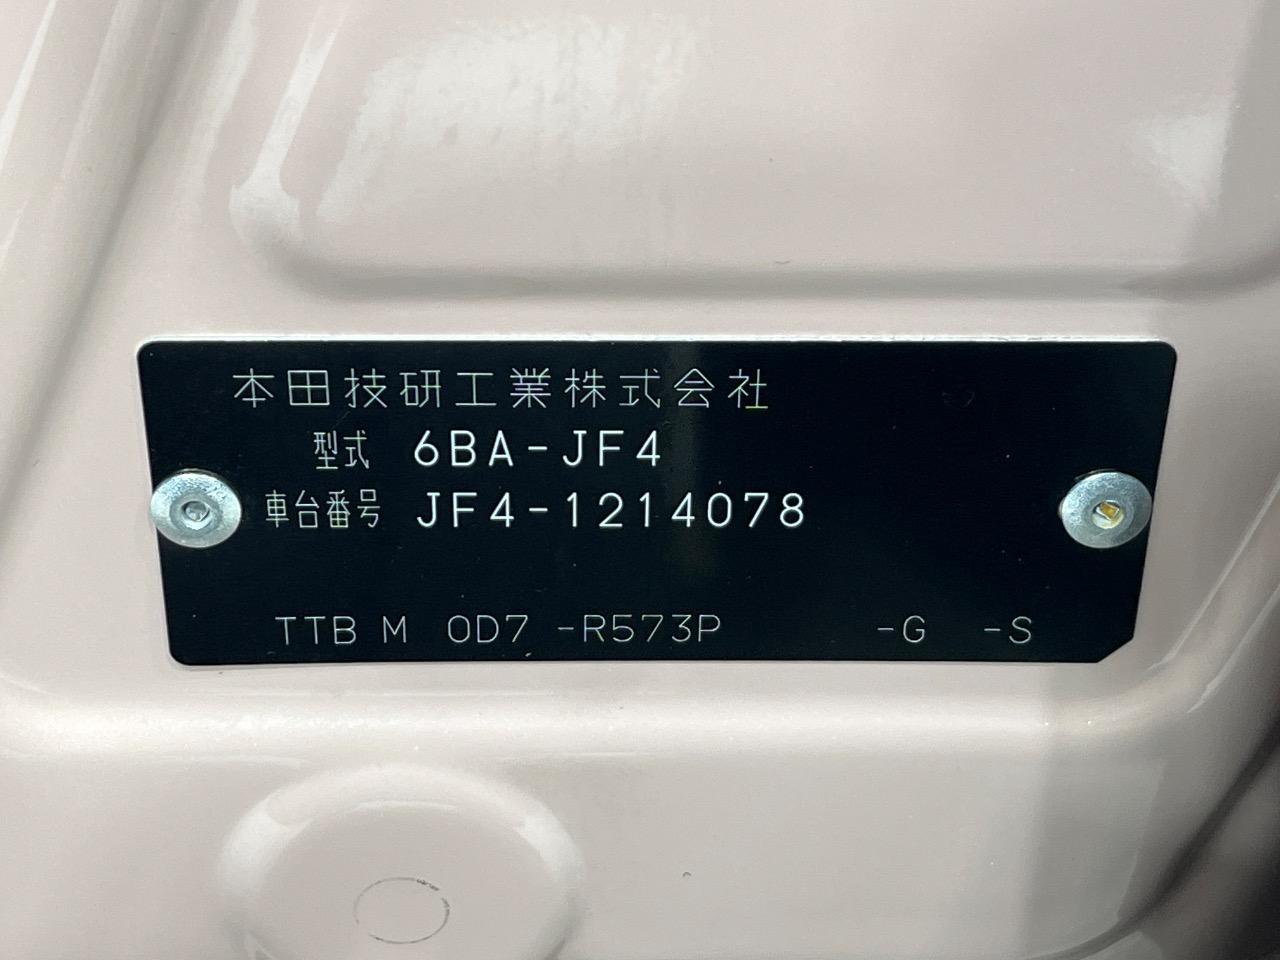 本田技研工業株式会社
型式 6BA-JF4
車台番号 JF4-1214078
TTB M 0D7 -R573P -G -S